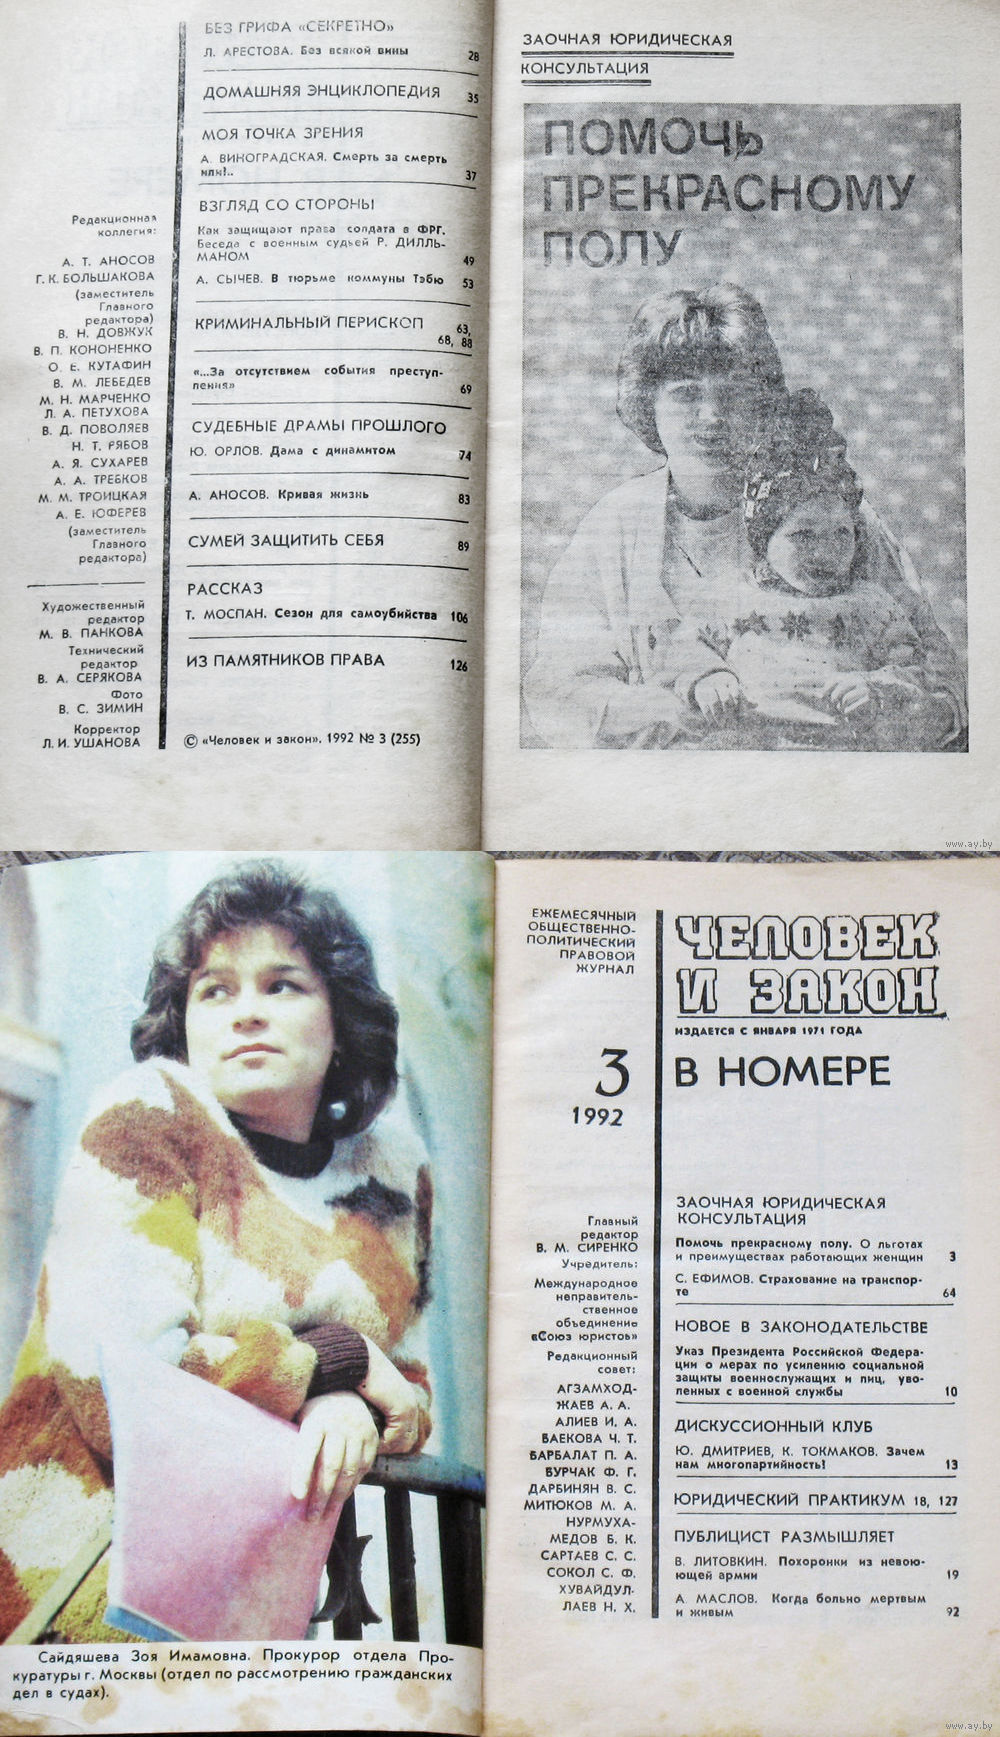 БЕЗ ГРИФА «СЕКРЕТНО»
Л. АРЕСТОВА. Без всякой вины 28
ДОМАШНЯЯ ЭНЦИКЛОПЕДИЯ 35
МОЯ ТОЧКА ЗРЕНИЯ
А. ВИНОГРАДСКАЯ. Смерть за смерть
или!.. 37
ВЗГЛЯД СО СТОРОНЫ
Как защищают права солдата в ФРГ.
Беседа с военным судьей Р. ДИЛЛЬ-
МАНОМ 49
А. СЫЧЕВ. В тюрьме коммуны Тэбю 53
КРИМИНАЛЬНЫЙ ПЕРИСКОП 63,
68, 88
«...За отсутствием события преступ-
ления» 69
СУДЕБНЫЕ ДРАМЫ ПРОШЛОГО
Ю. ОРЛОВ. Дама с динамитом 74
А. АНОСОВ. Кривая жизнь 83
СУМЕЙ ЗАЩИТИТЬ СЕБЯ 89
РАССКАЗ
Т. МОСПАН. Сезон для самоубийства 106
ИЗ ПАМЯТНИКОВ ПРАВА 126
© «Человек и закон». 1992 № 3 (255)
Редакционная
коллегия:
А. Т. АНОСОВ
Г. К. БОЛЬШАКОВА
(заместитель
Главного
редактора)
В. Н. ДОВЖУК
В. П. КОНОНЕНКО
О. Е. КУТАФИН
В. М. ЛЕБЕДЕВ
М. Н. МАРЧЕНКО
Л. А. ПЕТУХОВА
В. Д. ПОВОЛЯЕВ
Н. Т. РЯБОВ
А. Я. СУХАРЕВ
А. А. ТРЕБКОВ
М. М. ТРОИЦКАЯ
А. Е. ЮФЕРЕВ
(заместитель
Главного
редактора)
Художественный
редактор
М. В. ПАНКОВА
Технический
редактор
В. А. СЕРЯКОВА
Фото
В. С. ЗИМИН
Корректор
Л. И. УШАНОВА
ЗАОЧНАЯ ЮРИДИЧЕСКАЯ
КОНСУЛЬТАЦИЯ
ПОМОЧЬ
ПРЕКРАСНОМУ
ПОЛУ
www.ay.by
Сайдяшева Зоя Имамовна. Прокурор отдела Про-
куратуры г. Москвы (отдел по рассмотрению гражданских
дел в судах).
ЕЖЕМЕСЯЧНЫЙ
ОБЩЕСТВЕННО-
ПОЛИТИЧЕСКИЙ
ПРАВОВОЙ
ЖУРНАЛ
3
1992
Главный
редактор
В. М. СИРЕНКО
Учредитель:
Международное
неправитель-
ственное
объединение
«Союз юристов»
Редакционный
совет:
АГЗАМХОД-
ЖАЕВ А. А.
АЛИЕВ И. А.
БАЕКОВА Ч. Т.
БАРБАЛАТ П. А.
БУРЧАК Ф. Г.
ДАРБИНЯН В. С.
МИТЮКОВ М. А.
НУРМУХА-
МЕДОВ Б. К.
САРТАЕВ С. С.
СОКОЛ С. Ф.
ХУВАЙДУЛ-
ЛАЕВ Н. Х.
ЧЕЛОВЕК
И ЗАКОН
ИЗДАЕТСЯ С ЯНВАРЯ 1971 ГОДА
В НОМЕРЕ
ЗАОЧНАЯ ЮРИДИЧЕСКАЯ
КОНСУЛЬТАЦИЯ
Помочь прекрасному полу. О льготах
и преимуществах работающих женщин 3
С. ЕФИМОВ. Страхование на транспор-
те 64
НОВОЕ В ЗАКОНОДАТЕЛЬСТВЕ
Указ Президента Российской Федера-
ции о мерах по усилению социальной
защиты военнослужащих и лиц, уво-
ленных с военной службы 10
ДИСКУССИОННЫЙ КЛУБ
Ю. ДМИТРИЕВ, К. ТОКМАКОВ. Зачем
нам многопартийность! 13
ЮРИДИЧЕСКИЙ ПРАКТИКУМ 18, 127
ПУБЛИЦИСТ РАЗМЫШЛЯЕТ
В. ЛИТОВКИН. Похоронки из невою-
ющей армии 19
А. МАСЛОВ. Когда больно мертвым
и живым 92
www.ay.by